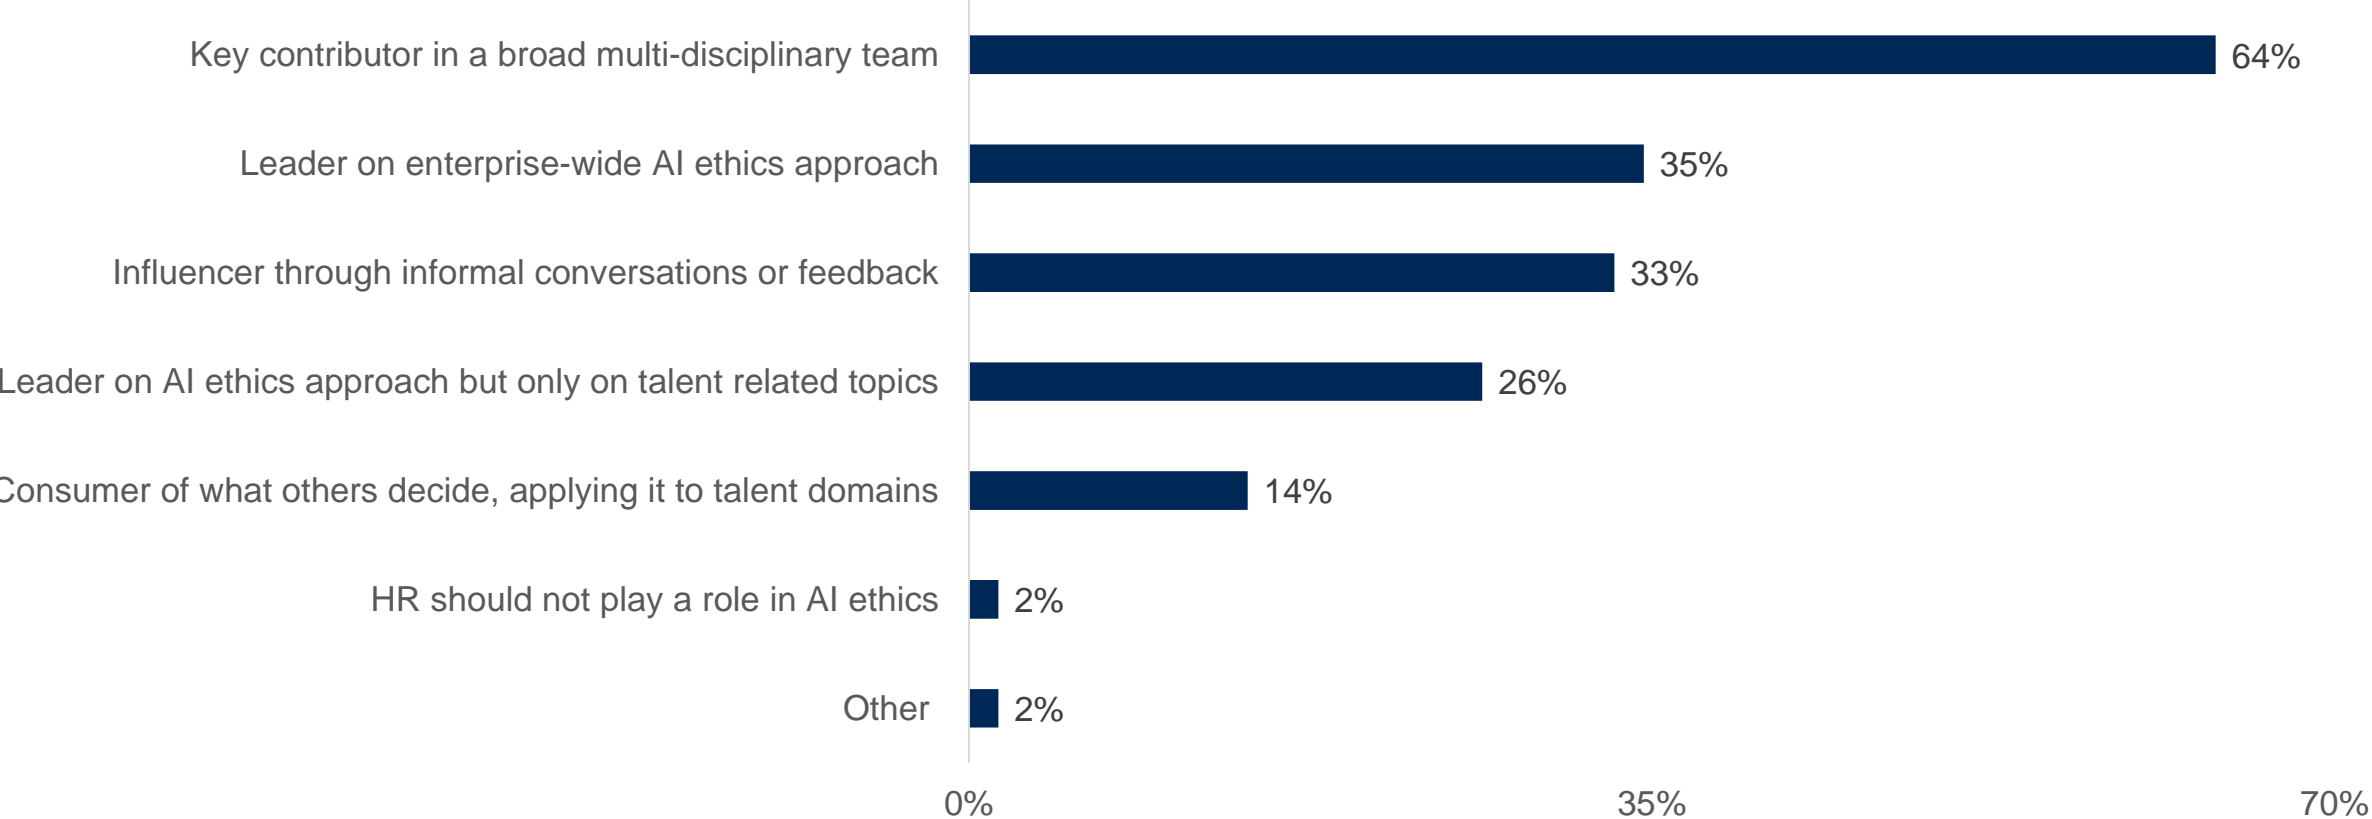 Key contributor in a broad multi-disciplinary team 64%
Leader on enterprise-wide AI ethics approach 35%
Influencer through informal conversations or feedback 33%
Leader on AI ethics approach but only on talent related topics 26%
Consumer of what others decide, applying it to talent domains 14%
HR should not play a role in AI ethics 2%
Other 2%
0% 35% 70%